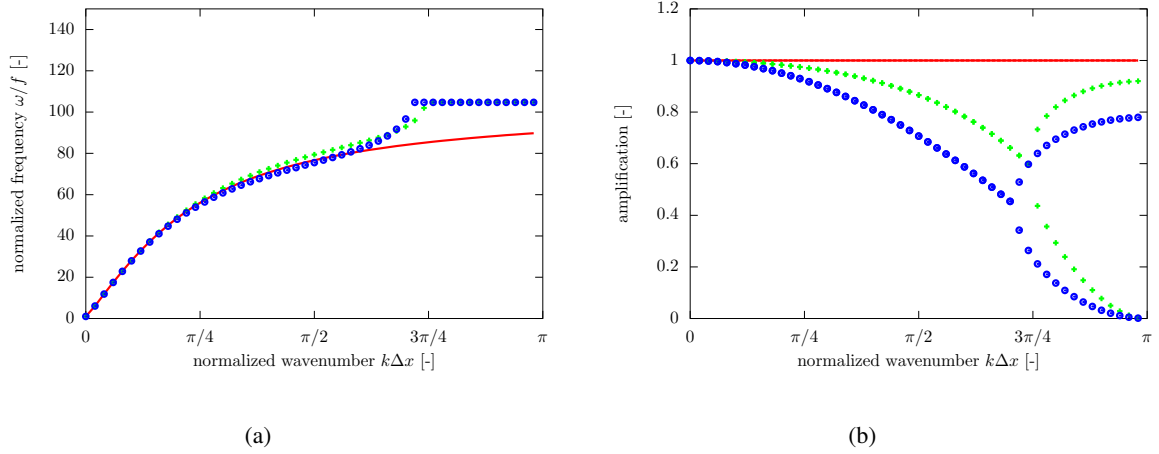 normalized frequency ω/f [-]
140
120
100
80
60
40
20
0
0 π/4 π/2 3π/4 π
normalized wavenumber kΔx [-]
(a)
amplification [-]
1.2
1
0.8
0.6
0.4
0.2
0
0 π/4 π/2 3π/4 π
normalized wavenumber kΔx [-]
(b)